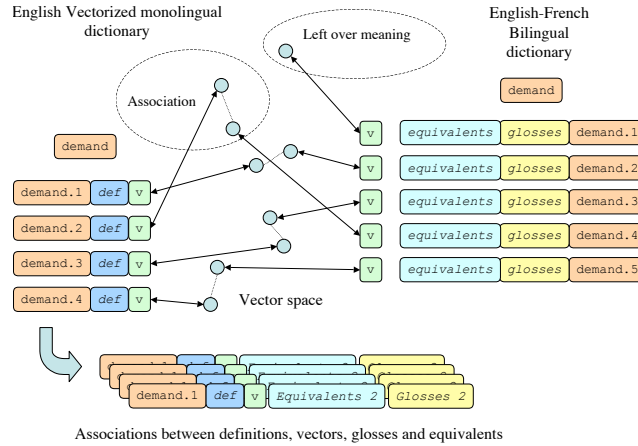 English Vectorized monolingual
dictionary
Left over meaning
English-French
Bilingual
dictionary
Association
demand
demand
v equivalents glosses demand.1
v equivalents glosses demand.2
v equivalents glosses demand.3
v equivalents glosses demand.4
v equivalents glosses demand.5
demand.1 def v
demand.2 def v
demand.3 def v
demand.4 def v
Vector space
demand.1 def v Equivalents 2 Glosses 2
Associations between definitions, vectors, glosses and equivalents